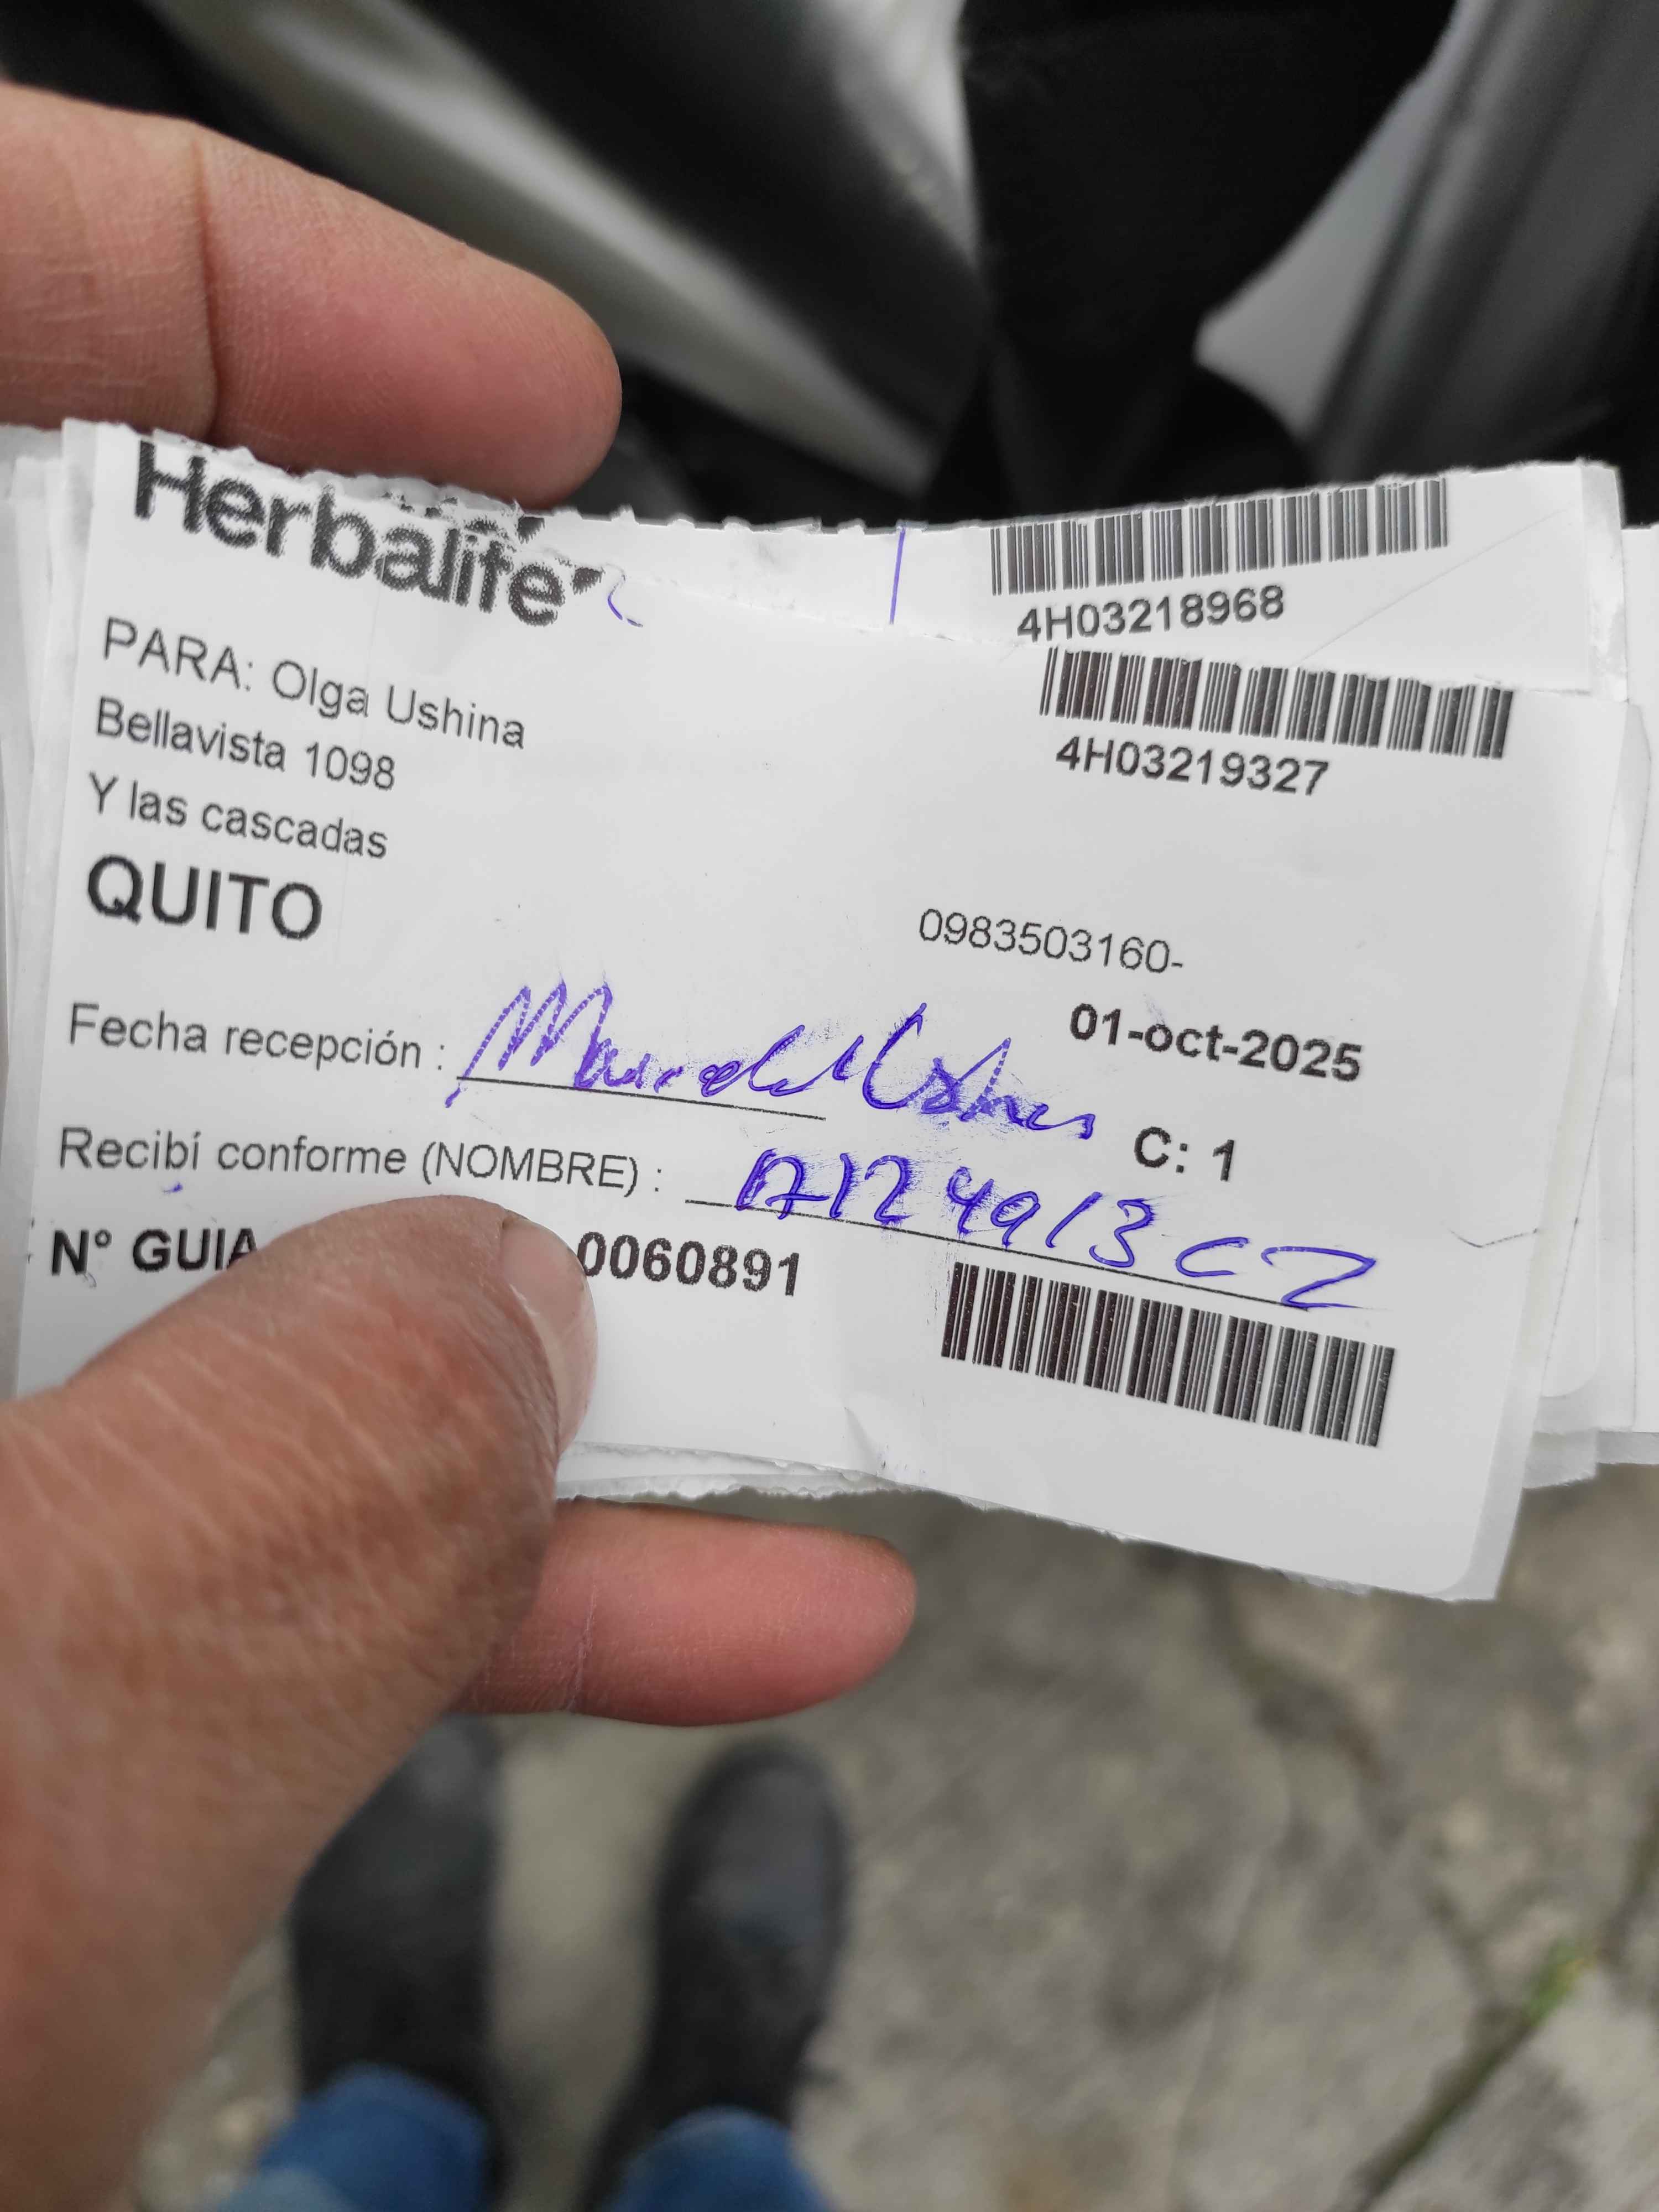 Herbalife
4H03218968
4H03219327
PARA: Olga Ushina
Bellavista 1098
Y las cascadas
QUITO
0983503160-
01-oct-2025
Fecha recepción :
C: 1
Recibí conforme (NOMBRE) :
N° GUIA 0060891